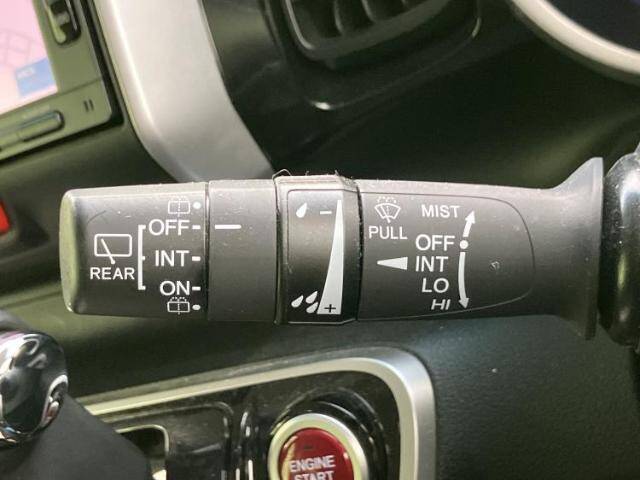 OFF
INT
ON
REAR
-
+
PULL
MIST
OFF
INT
LO
HI
ENGINE
START